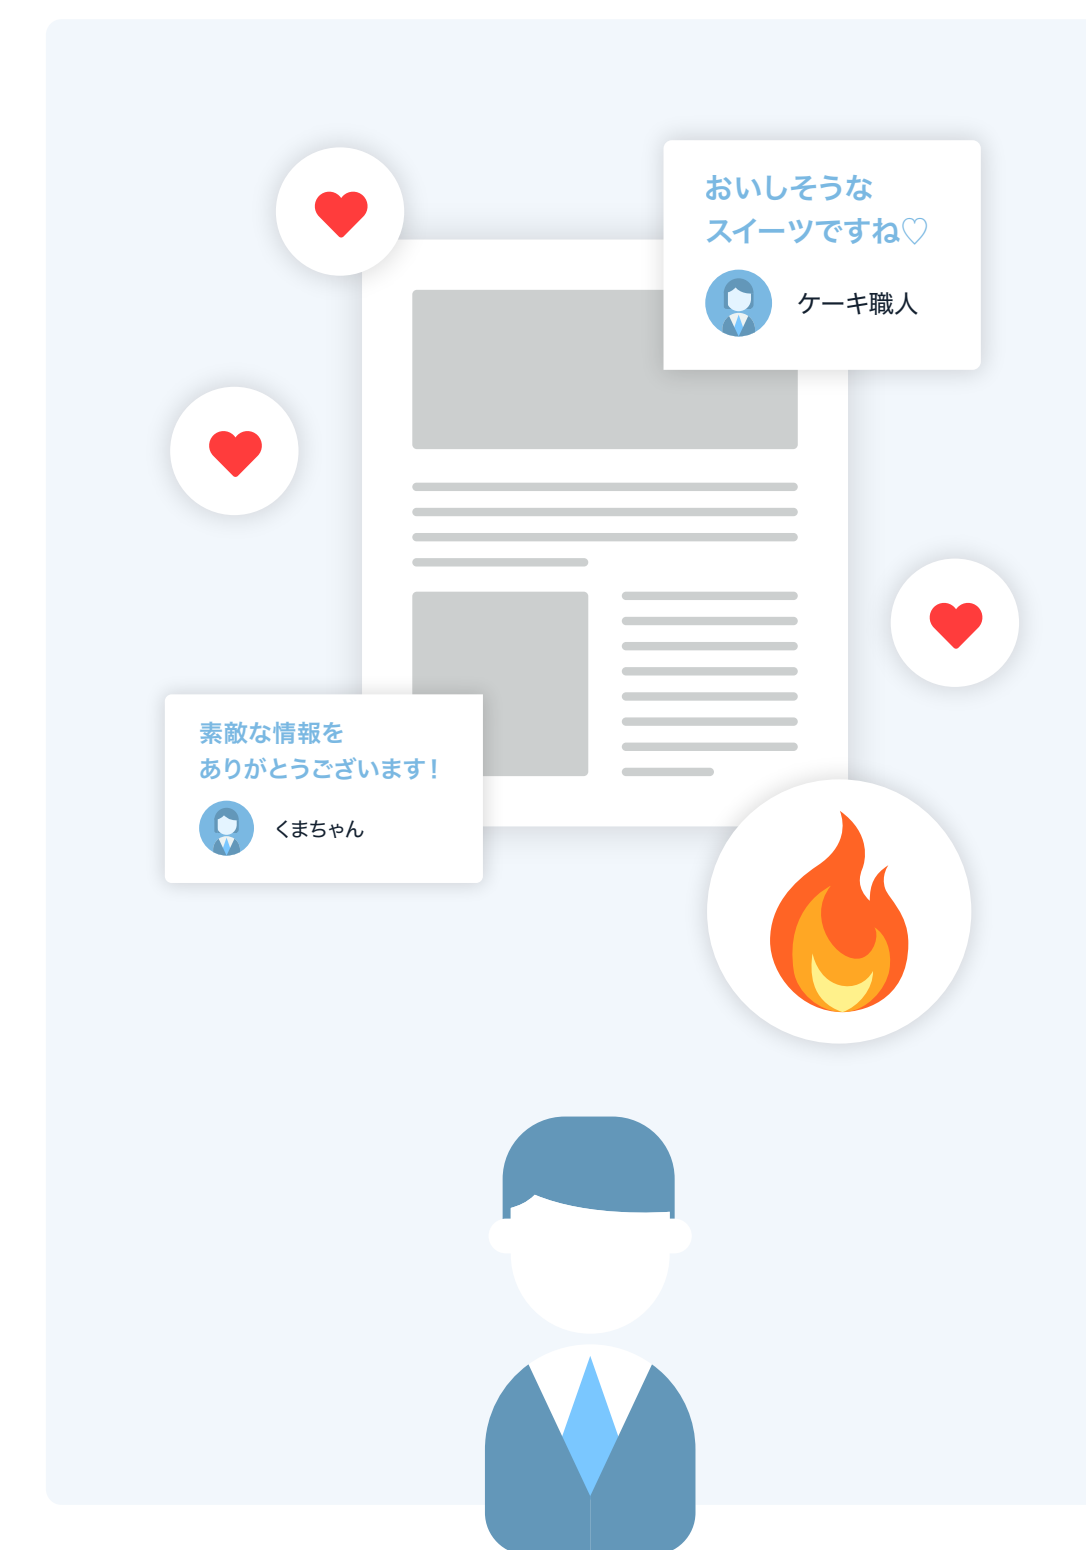 おいしそうな
スイーツですね♡
ケーキ職人
素敵な情報を
ありがとうございます！
くまちゃん